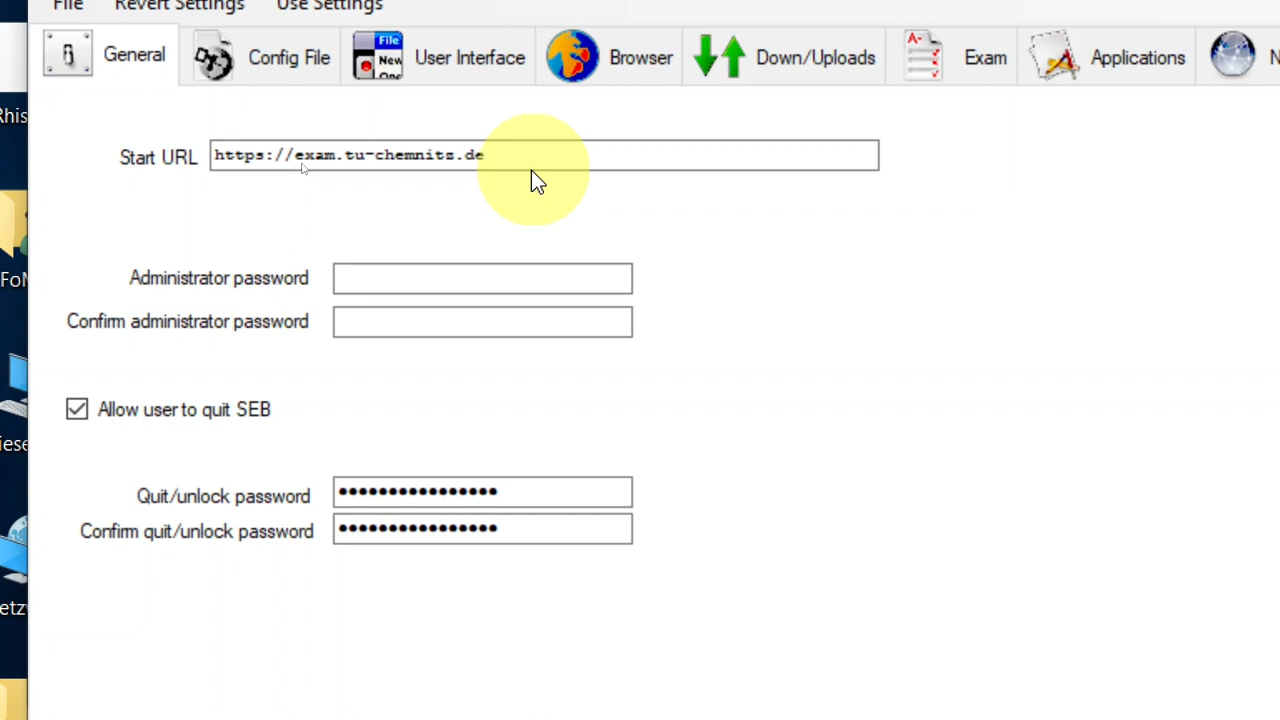 File Revert Settings Use Settings
General Config File User Interface Browser Down/Uploads Exam Applications
Start URL https://exam.tu-chemnitz.de
Administrator password
Confirm administrator password
Allow user to quit SEB
Quit/unlock password ••••••••••••••••
Confirm quit/unlock password ••••••••••••••••